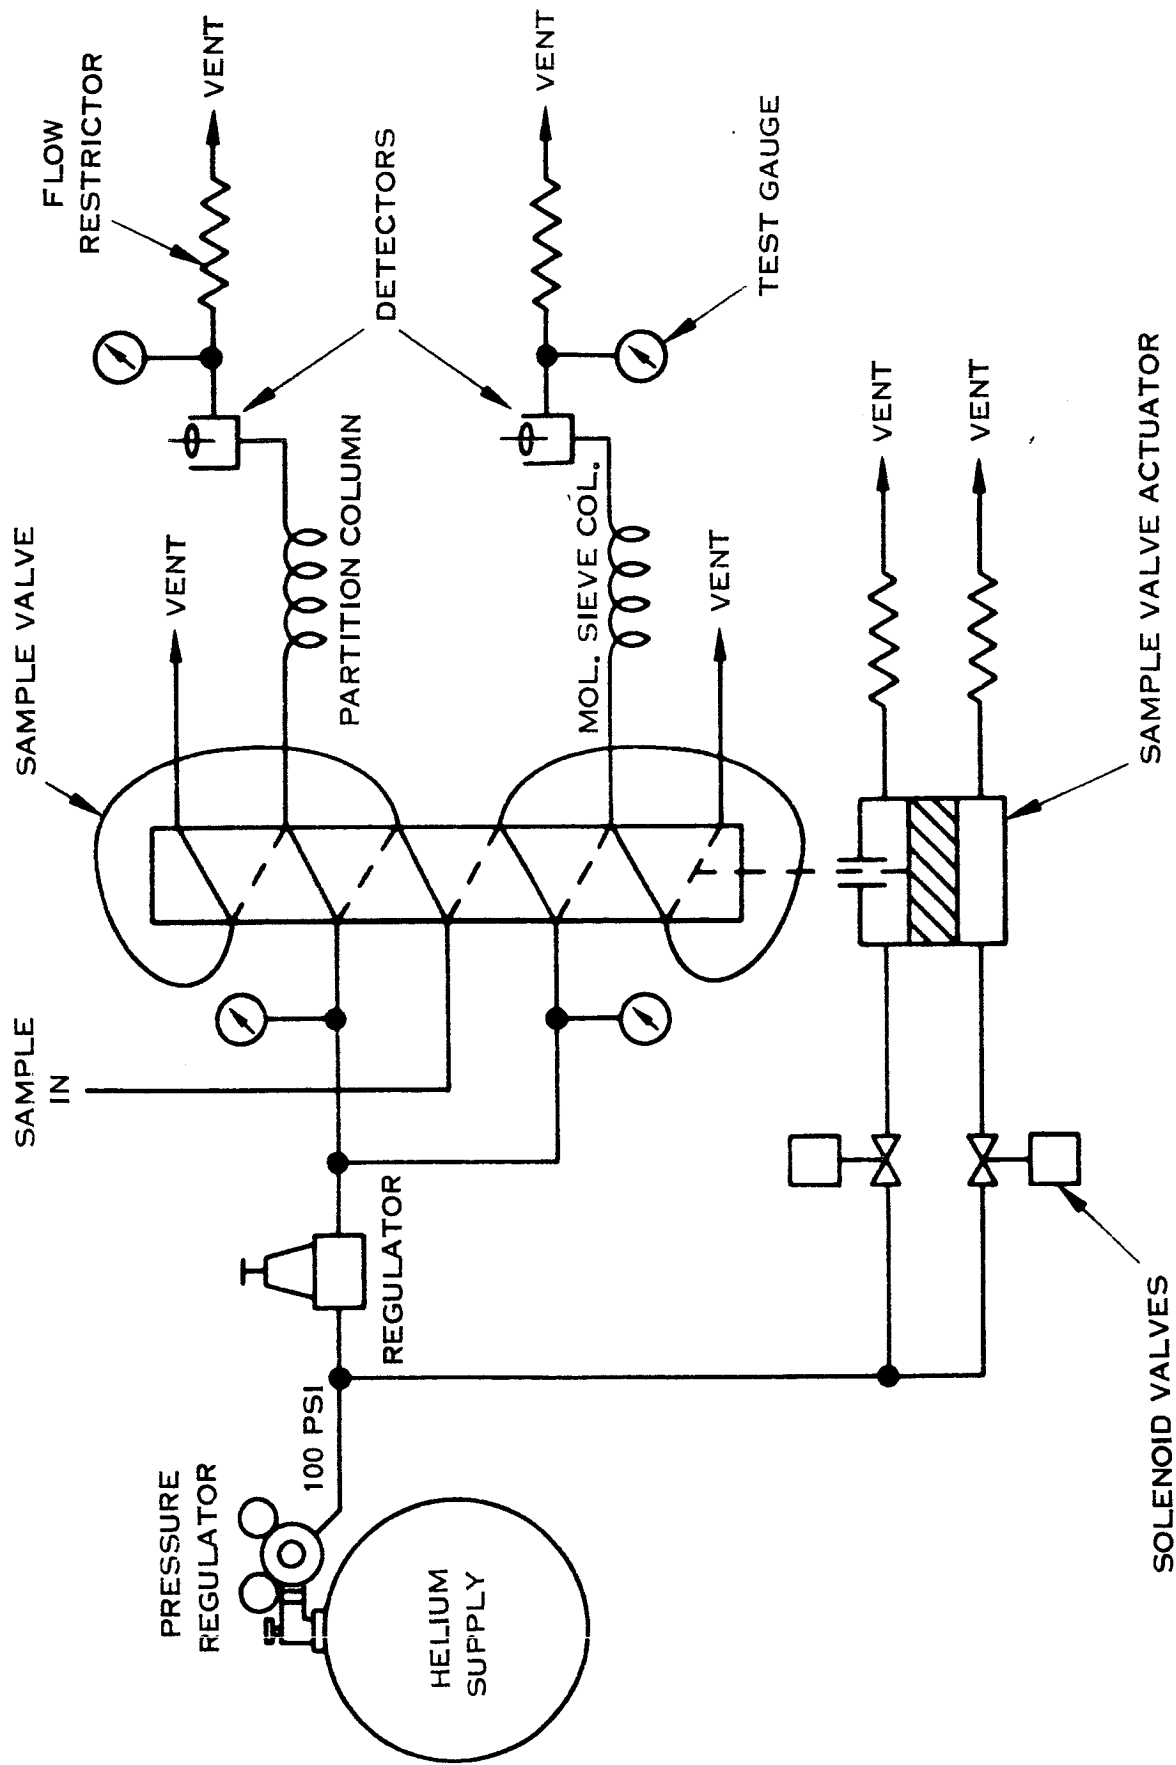 HELIUM
SUPPLY
PRESSURE
REGULATOR
100 PSI
REGULATOR
SAMPLE
IN
SAMPLE VALVE
VENT
PARTITION COLUMN
DETECTORS
FLOW
RESTRICTOR
VENT
MOL. SIEVE COL.
VENT
VENT
TEST GAUGE
VENT
VENT
SAMPLE VALVE ACTUATOR
SOLENOID VALVES